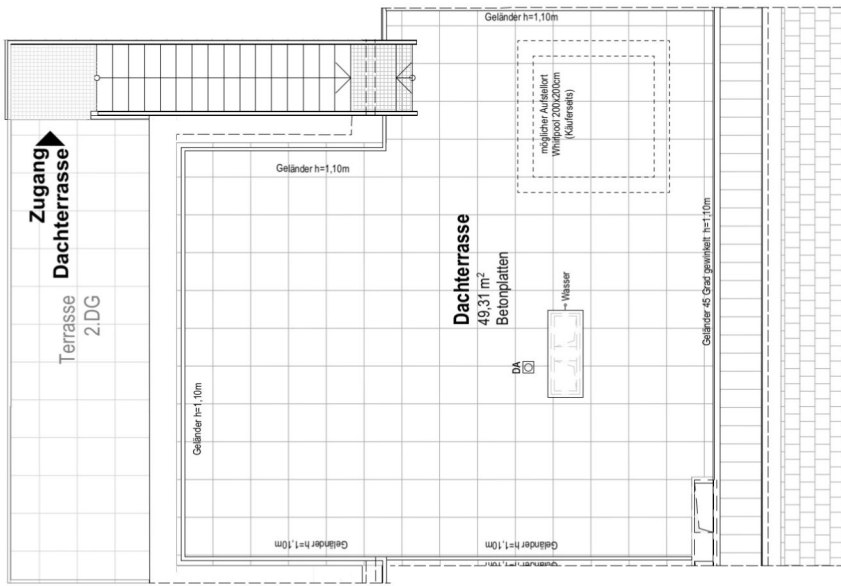 Geländer h=1,10m
möglicher Aufstellort
Whirlpool 200x200cm
(Käuferseits)
Zugang
Dachterrasse
Terrasse
2.DG
Geländer h=1,10m
Dachterrasse
49,31 m²
Betonplatten
Wasser
DA
Geländer 45 Grad gewinkelt h=1,10m
Geländer h=1,10m
Geländer h=1,10m
Geländer h=1,10m